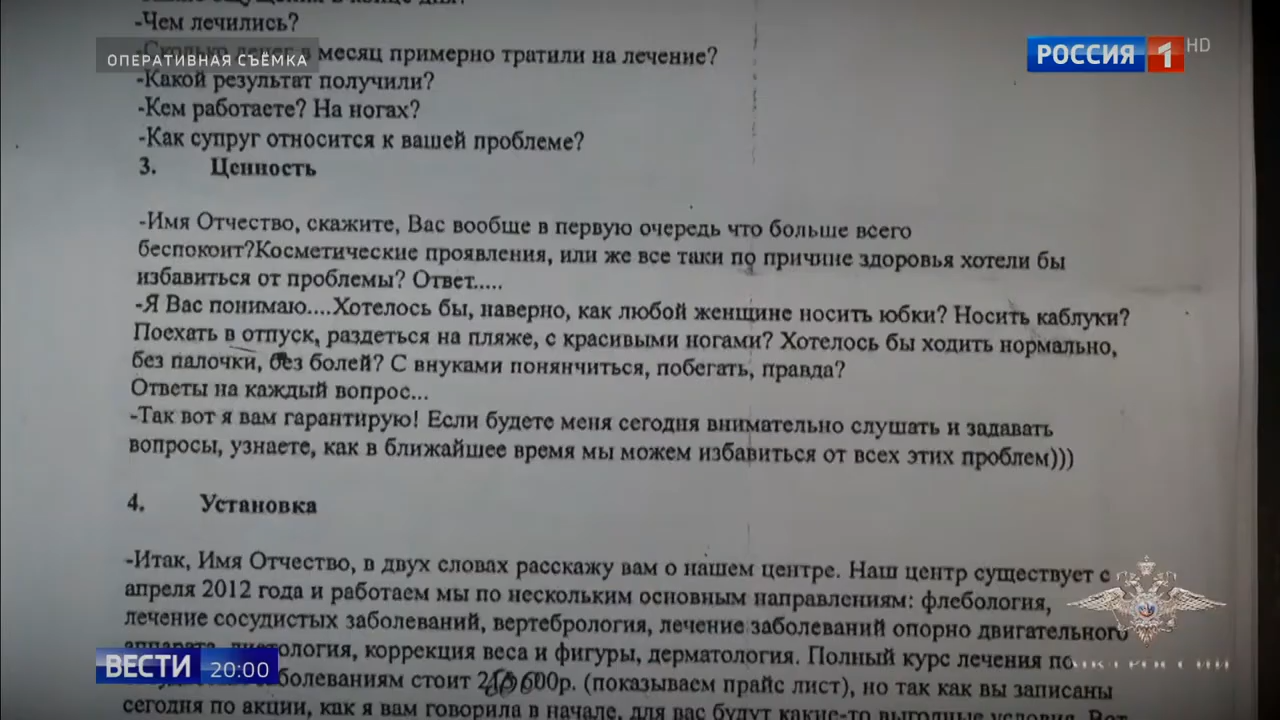 -Чем лечились?
месяц примерно тратили на лечение?
ОПЕРАТИВНАЯ СЪЁМКА
РОССИЯ 1 HD
-Какой результат получили?
-Кем работаете? На ногах?
-Как супруг относится к вашей проблеме?
3. Ценность
-Имя Отчество, скажите, Вас вообще в первую очередь что больше всего
беспокоит?Косметические проявления, или же все таки по причине здоровья хотели бы
избавиться от проблемы? Ответ.....
-Я Вас понимаю....Хотелось бы, наверно, как любой женщине носить юбки? Носить каблуки?
Поехать в отпуск, раздеться на пляже, с красивыми ногами? Хотелось бы ходить нормально,
без палочки, без болей? С внуками понянчиться, побегать, правда?
Ответы на каждый вопрос...
-Так вот я вам гарантирую! Если будете меня сегодня внимательно слушать и задавать
вопросы, узнаете, как в ближайшее время мы можем избавиться от всех этих проблем)))
4. Установка
-Итак, Имя Отчество, в двух словах расскажу вам о нашем центре. Наш центр существует с
апреля 2012 года и работаем мы по нескольким основным направлениям: флебология,
лечение сосудистых заболеваний, вертебрология, лечение заболеваний опорно двигательного
коррекция веса и фигуры, дерматология. Полный курс лечения по
ВЕСТИ 20:00
стоит (показываем прайс лист), но так как вы записаны
сегодня по акции, как я вам говорила в начале, для вас будут какие-то выгодные условия.